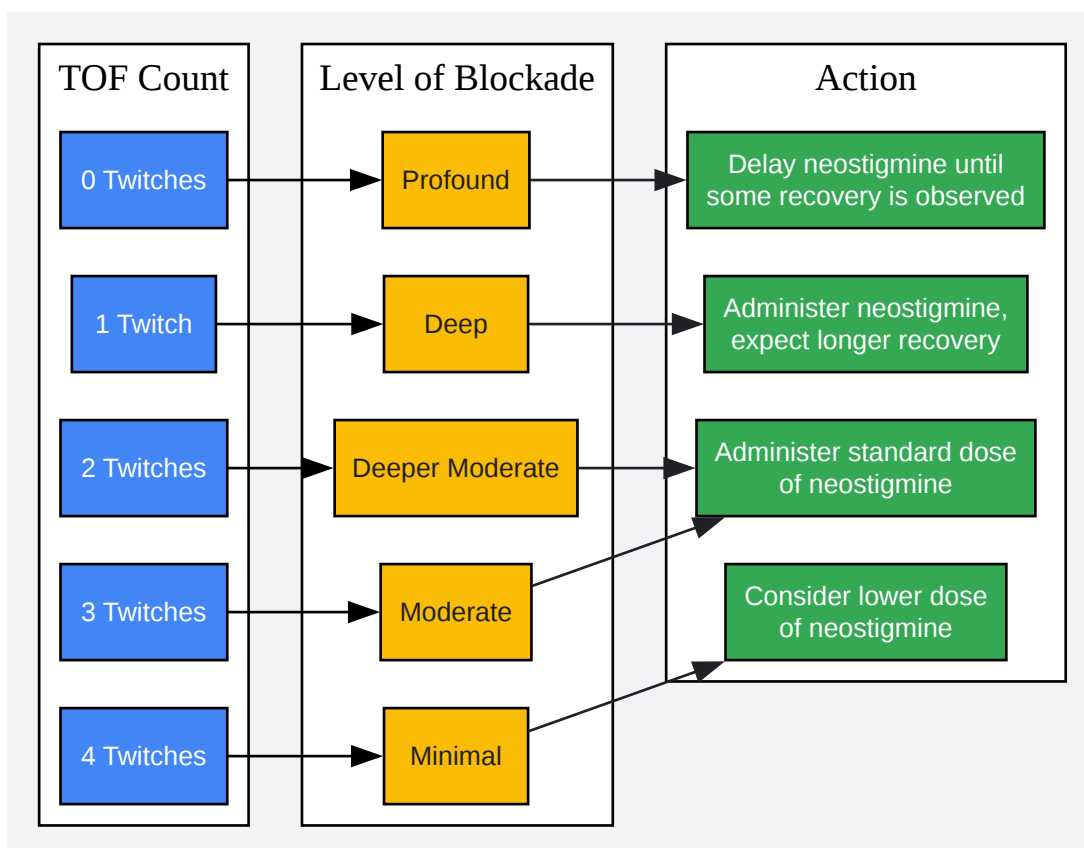 TOF Count
Level of Blockade
Action
0 Twitches
Profound
Delay neostigmine until
some recovery is observed
1 Twitch
Deep
Administer neostigmine,
expect longer recovery
2 Twitches
Deeper Moderate
Administer standard dose
of neostigmine
3 Twitches
Moderate
Consider lower dose
of neostigmine
4 Twitches
Minimal